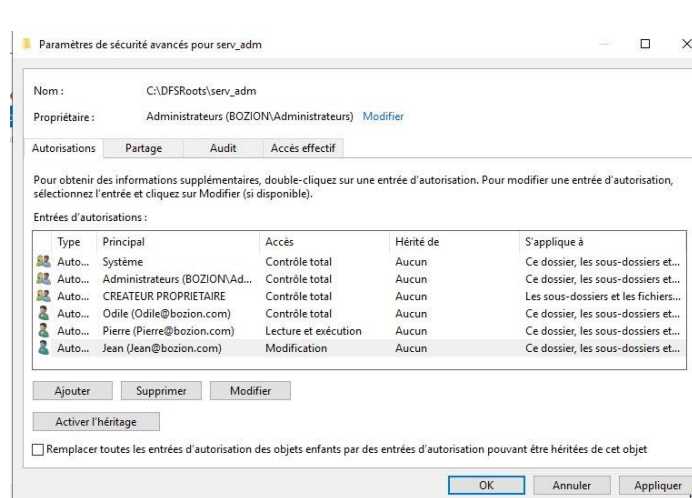 Paramètres de sécurité avancés pour serv_adm
Nom : C:\DFSRoots\serv_adm
Propriétaire : Administrateurs (BOZION\Administrateurs) Modifier
Autorisations Partage Audit Accès effectif
Pour obtenir des informations supplémentaires, double-cliquez sur une entrée d'autorisation. Pour modifier une entrée d'autorisation,
sélectionnez l'entrée et cliquez sur Modifier (si disponible).
Entrées d'autorisations :
Type Principal Accès Hérité de S'applique à
Auto... Système Contrôle total Aucun Ce dossier, les sous-dossiers et...
Auto... Administrateurs (BOZION\Ad... Contrôle total Aucun Ce dossier, les sous-dossiers et...
Auto... CREATEUR PROPRIETAIRE Contrôle total Aucun Les sous-dossiers et les fichiers...
Auto... Odile (Odile@bozion.com) Contrôle total Aucun Ce dossier, les sous-dossiers et...
Auto... Pierre (Pierre@bozion.com) Lecture et exécution Aucun Ce dossier, les sous-dossiers et...
Auto... Jean (Jean@bozion.com) Modification Aucun Ce dossier, les sous-dossiers et...
Ajouter Supprimer Modifier
Activer l'héritage
Remplacer toutes les entrées d'autorisation des objets enfants par des entrées d'autorisation pouvant être héritées de cet objet
OK Annuler Appliquer